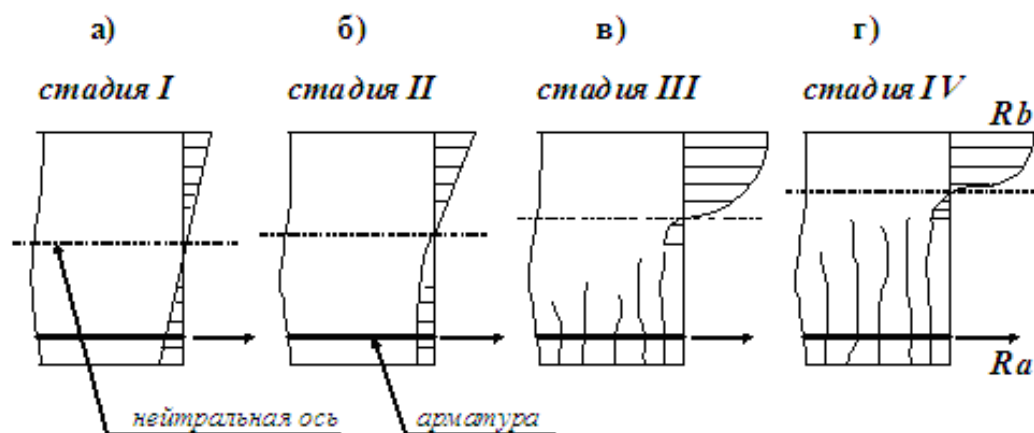 а) б) в) г)
стадия I стадия II стадия III стадия IV
Rb
Ra
нейтральная ось арматура